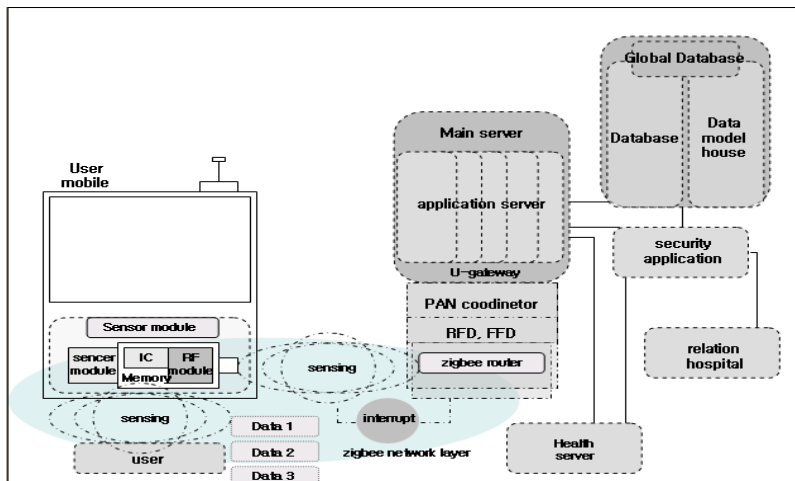 Global Database
Database
Data
model
house
Main server
application server
U-gateway
User
mobile
security
application
PAN coodinetor
RFD, FFD
zigbee router
relation
hospital
Sensor module
sencer
module
IC
Memory
RF
module
sensing
sensing
interrupt
zigbee network layer
Data 1
Data 2
Data 3
user
Health
server